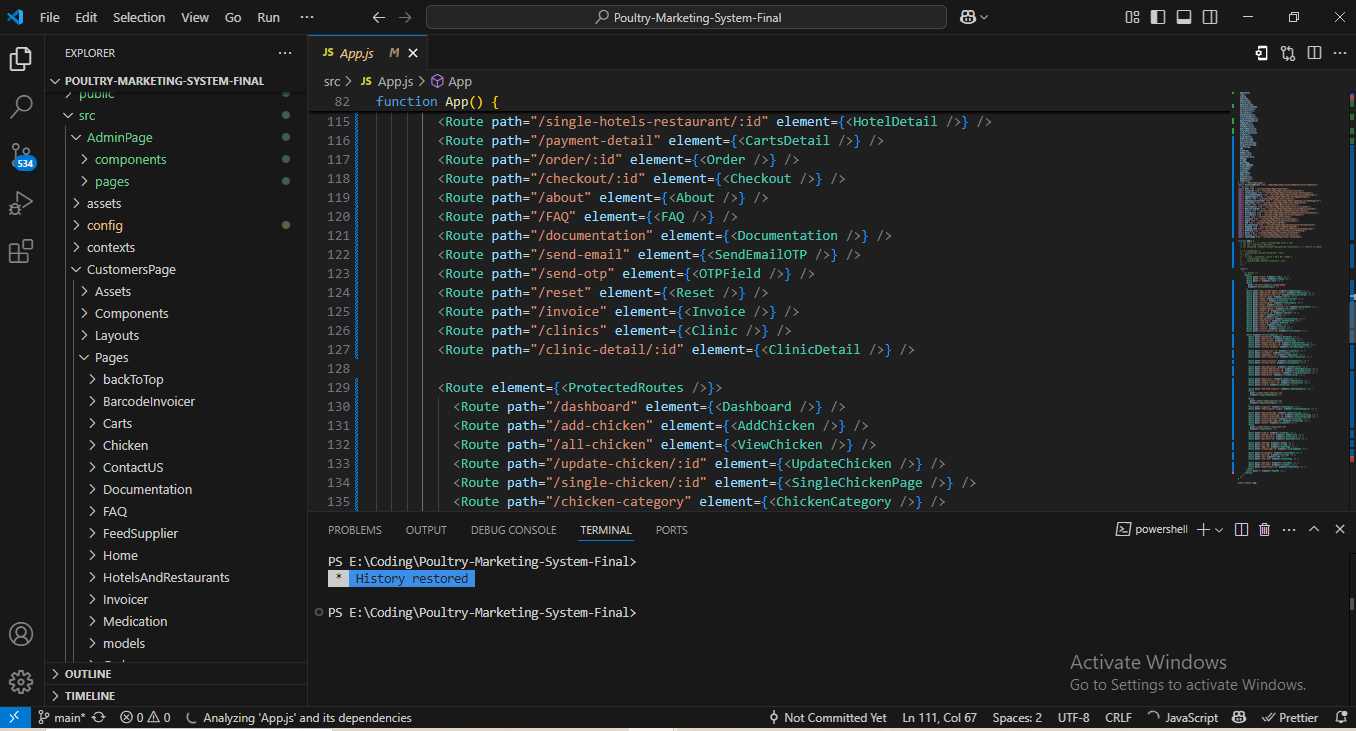 File Edit Selection View Go Run ··· Poultry-Marketing-System-Final
EXPLORER ···
POULTRY-MARKETING-SYSTEM-FINAL
public
src
AdminPage
components
pages
assets
config
contexts
CustomersPage
Assets
Components
Layouts
Pages
backToTop
BarcodeInvoicer
Carts
Chicken
ContactUS
Documentation
FAQ
FeedSupplier
Home
HotelsAndRestaurants
Invoicer
Medication
models
OUTLINE
TIMELINE
534
JS App.js M
src > JS App.js > App
82 function App() {
115 <Route path="/single-hotels-restaurant/:id" element={<HotelDetail />} />
116 <Route path="/payment-detail" element={<CartsDetail />} />
117 <Route path="/order/:id" element={<Order />} />
118 <Route path="/checkout/:id" element={<Checkout />} />
119 <Route path="/about" element={<About />} />
120 <Route path="/FAQ" element={<FAQ />} />
121 <Route path="/documentation" element={<Documentation />} />
122 <Route path="/send-email" element={<SendEmailOTP />} />
123 <Route path="/send-otp" element={<OTPField />} />
124 <Route path="/reset" element={<Reset />} />
125 <Route path="/invoice" element={<Invoice />} />
126 <Route path="/clinics" element={<Clinic />} />
127 <Route path="/clinic-detail/:id" element={<ClinicDetail />} />
128
129 <Route element={<ProtectedRoutes />}>
130 <Route path="/dashboard" element={<Dashboard />} />
131 <Route path="/add-chicken" element={<AddChicken />} />
132 <Route path="/all-chicken" element={<ViewChicken />} />
133 <Route path="/update-chicken/:id" element={<UpdateChicken />} />
134 <Route path="/single-chicken/:id" element={<SingleChickenPage />} />
135 <Route path="/chicken-category" element={<ChickenCategory />} />
PROBLEMS OUTPUT DEBUG CONSOLE TERMINAL PORTS powershell
PS E:\Coding\Poultry-Marketing-System-Final>
* History restored
PS E:\Coding\Poultry-Marketing-System-Final>
Activate Windows
Go to Settings to activate Windows.
main* 0 0 Analyzing 'App.js' and its dependencies Not Committed Yet Ln 111, Col 67 Spaces: 2 UTF-8 CRLF JavaScript Prettier